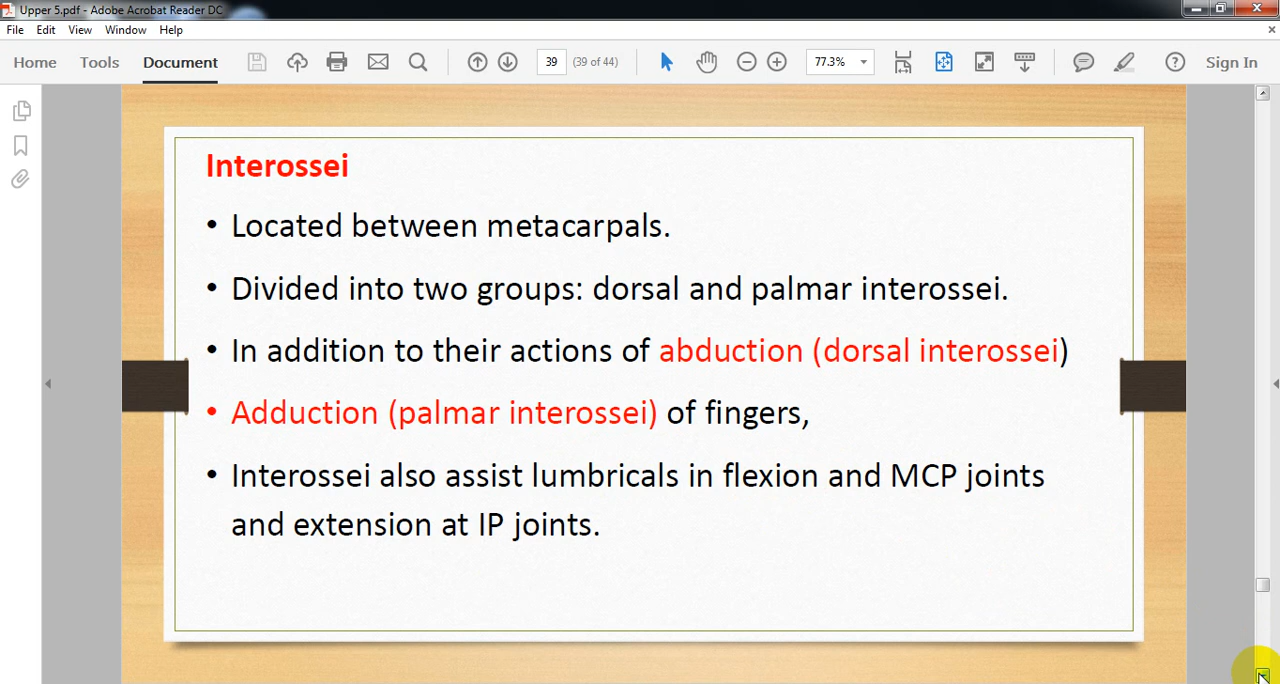 Upper 5.pdf - Adobe Acrobat Reader DC
File Edit View Window Help
Home Tools Document 39 (39 of 44) 77.3% Sign In
Interossei
• Located between metacarpals.
• Divided into two groups: dorsal and palmar interossei.
• In addition to their actions of abduction (dorsal interossei)
• Adduction (palmar interossei) of fingers,
• Interossei also assist lumbricals in flexion and MCP joints
and extension at IP joints.